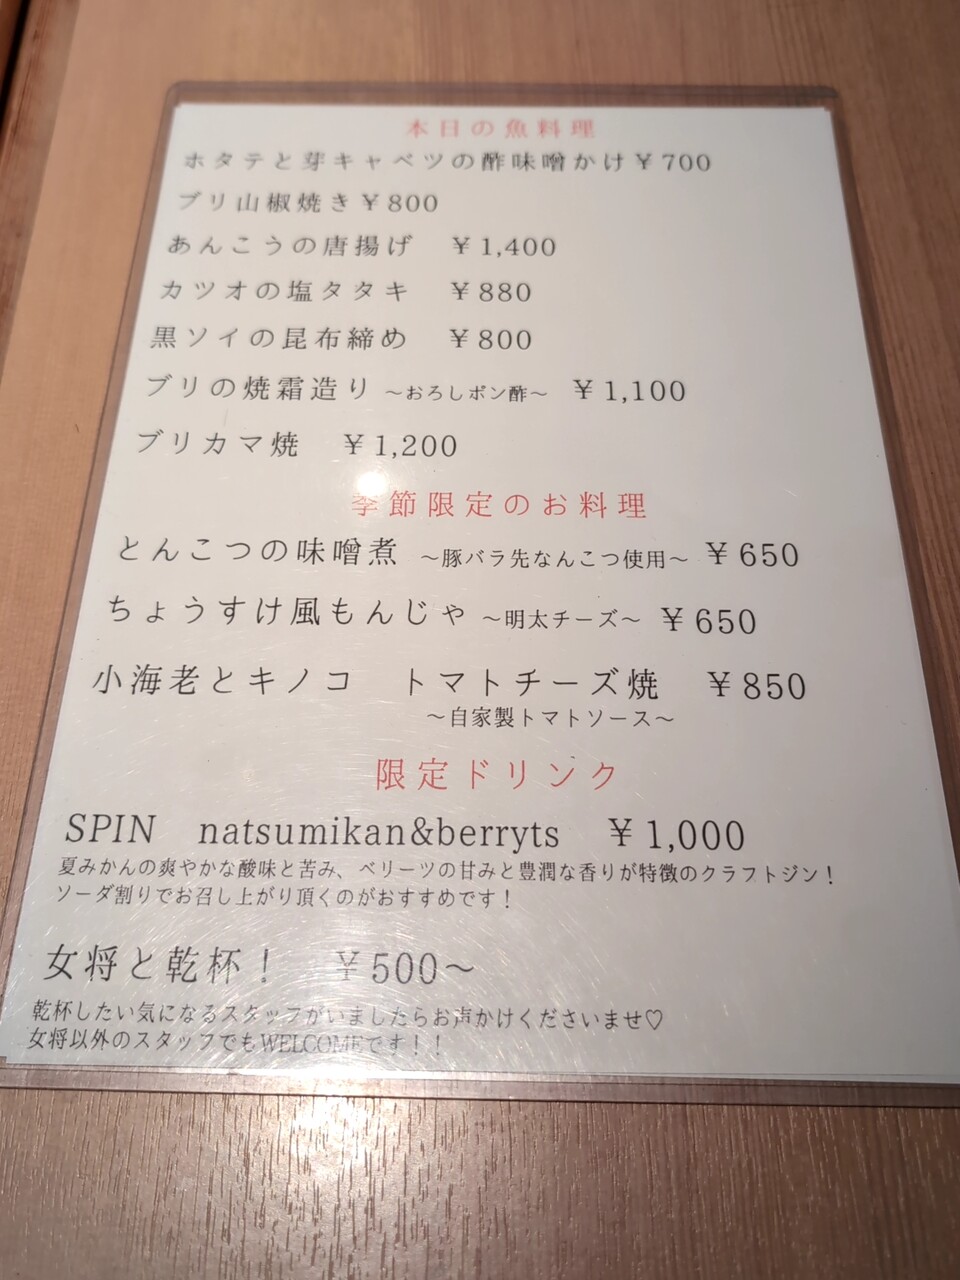 本日の魚料理
ホタテと芽キャベツの酢味噌かけ￥700
ブリ山椒焼き￥800
あんこうの唐揚げ　￥1,400
カツオの塩タタキ　￥880
黒ソイの昆布締め　￥800
ブリの焼霜造り ～おろしポン酢～　￥1,100
ブリカマ焼　￥1,200
季節限定のお料理
とんこつの味噌煮 ～豚バラ先なんこつ使用～ ￥650
ちょうすけ風もんじゃ ～明太チーズ～ ￥650
小海老とキノコ　トマトチーズ焼　￥850
～自家製トマトソース～
限定ドリンク
SPIN　natsumikan&berryts　￥1,000
夏みかんの爽やかな酸味と苦み、ベリーツの甘みと豊潤な香りが特徴のクラフトジン！
ソーダ割りでお召し上がり頂くのがおすすめです！
女将と乾杯！　￥500～
乾杯したい気になるスタッフがいましたらお声かけくださいませ♡
女将以外のスタッフでもWELCOMEです！！